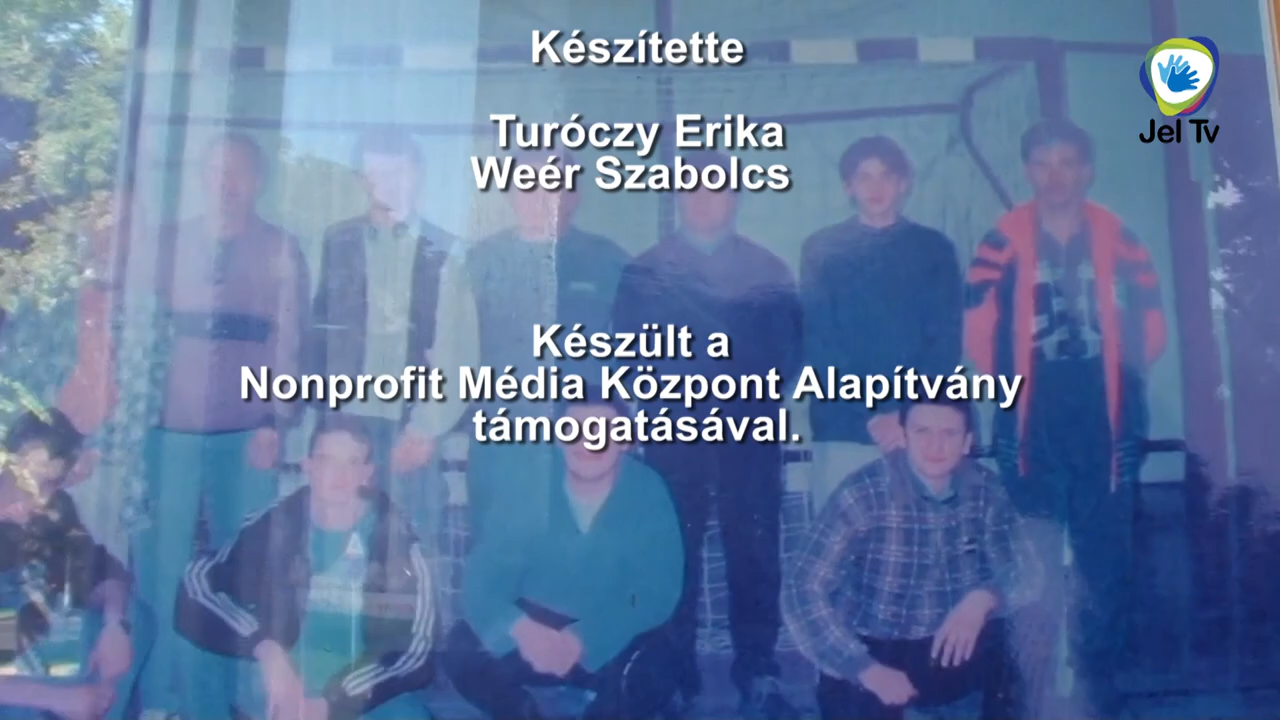 Készítette
Turóczy Erika
Weér Szabolcs
Készült a
Nonprofit Média Központ Alapítvány
támogatásával.
Jel Tv